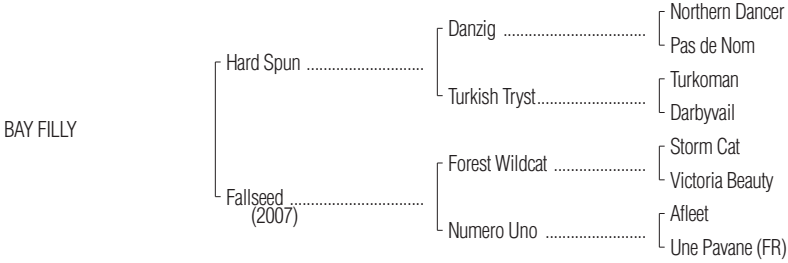 Northern Dancer
Danzig ................................
Pas de Nom
Hard Spun ..........................
Turkoman
Turkish Tryst........................
Darbyvail
BAY FILLY
Storm Cat
Forest Wildcat .....................
Victoria Beauty
Fallseed ..............................
(2007)
Afleet
Numero Uno .......................
Une Pavane (FR)